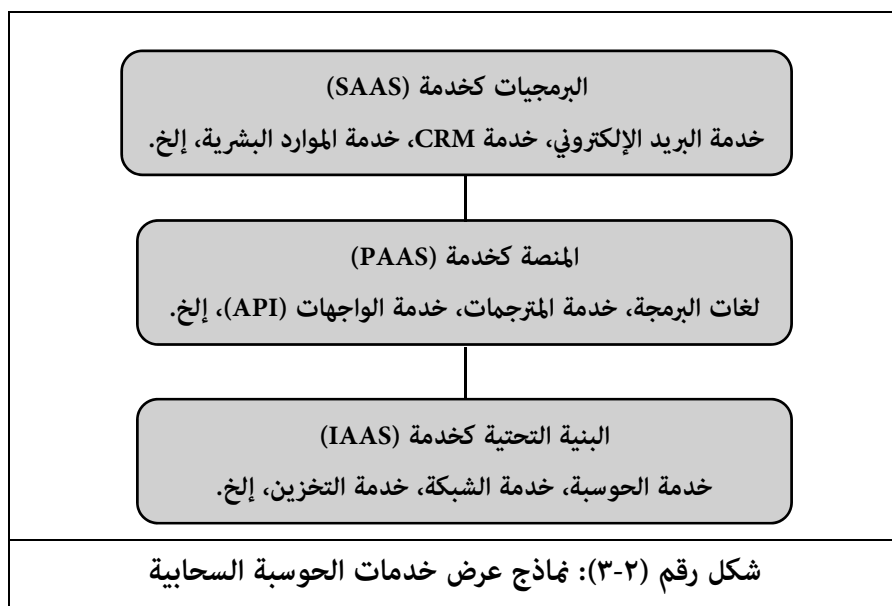 البرمجيات كخدمة (SAAS)
خدمة البريد الإلكتروني، خدمة CRM، خدمة الموارد البشرية، إلخ.
المنصة كخدمة (PAAS)
لغات البرمجة، خدمة المترجمات، خدمة الواجهات (API)، إلخ.
البنية التحتية كخدمة (IAAS)
خدمة الحوسبة، خدمة الشبكة، خدمة التخزين، إلخ.
شكل رقم (٢-٣): نماذج عرض خدمات الحوسبة السحابية